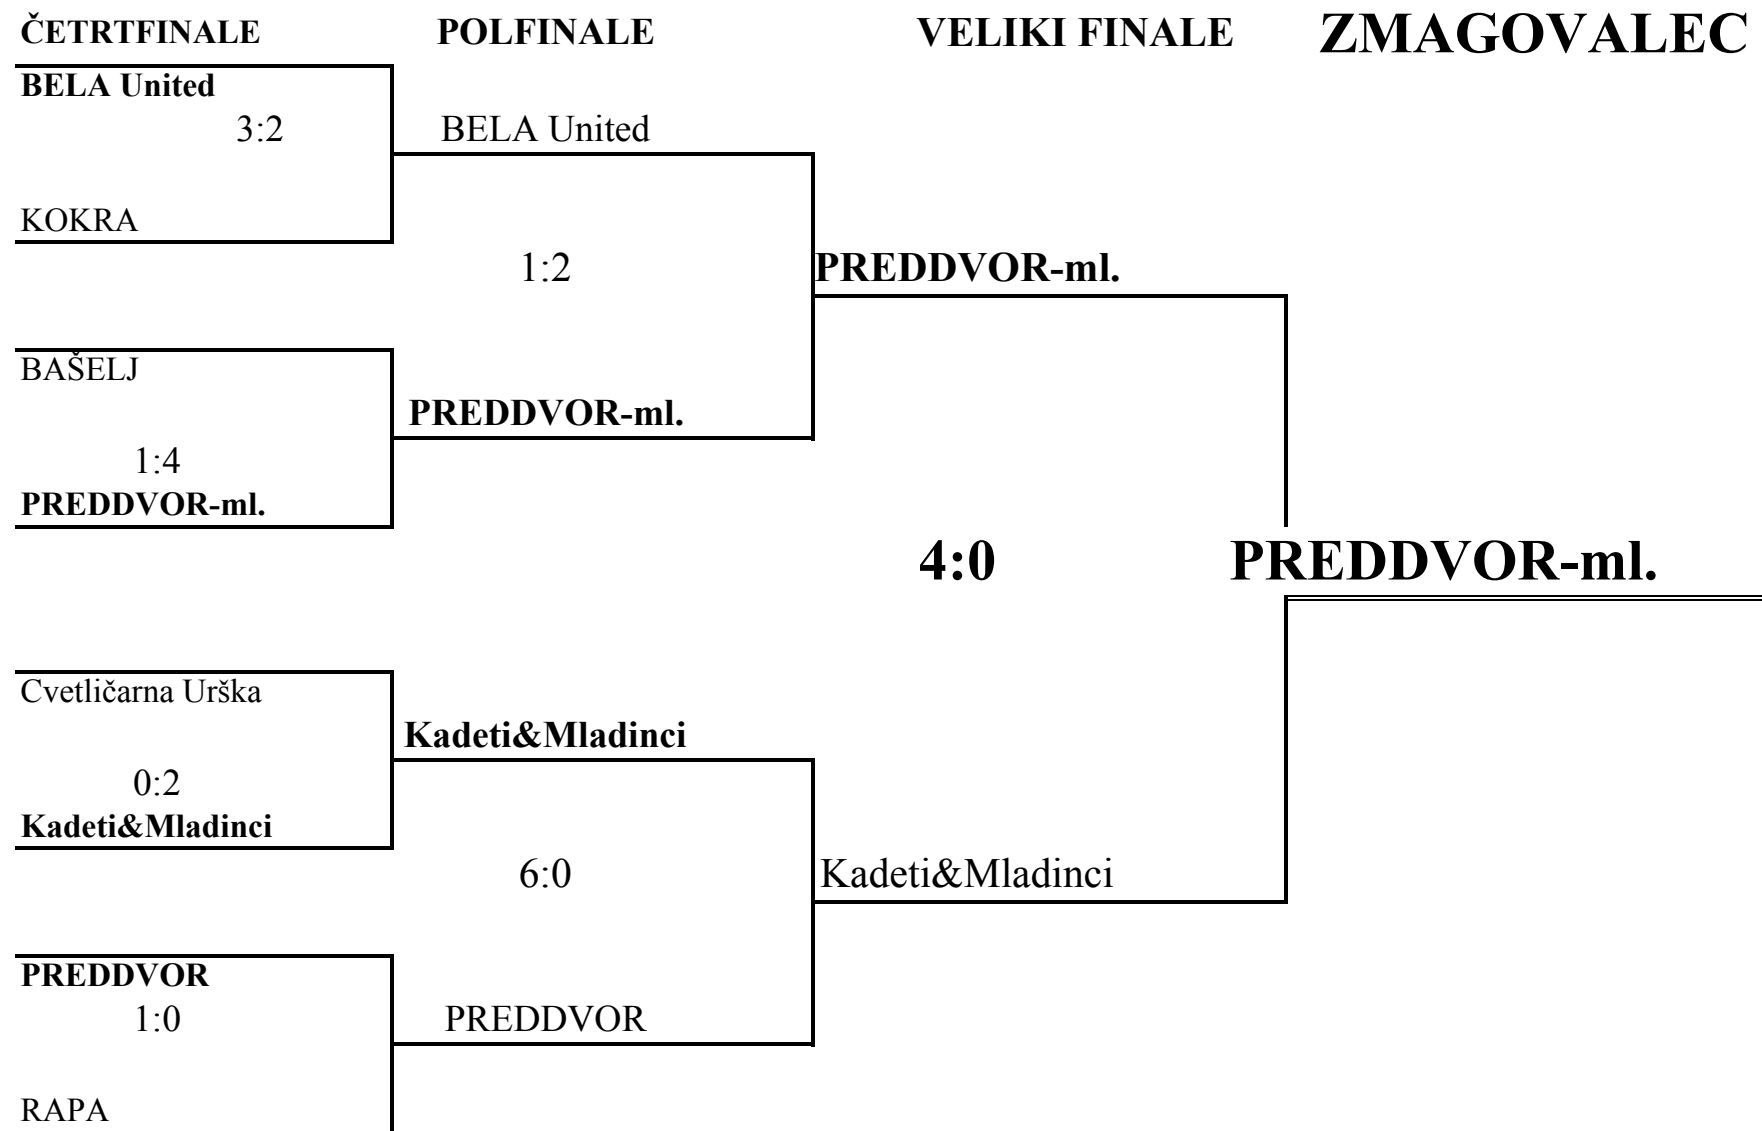 ČETRTFINALE POLFINALE VELIKI FINALE ZMAGOVALEC
BELA United
3:2 BELA United
KOKRA
1:2 PREDDVOR-ml.
BAŠELJ
PREDDVOR-ml.
1:4
PREDDVOR-ml.
4:0 PREDDVOR-ml.
Cvetličarna Urška
Kadeti&Mladinci
0:2
Kadeti&Mladinci
6:0 Kadeti&Mladinci
PREDDVOR
1:0 PREDDVOR
RAPA